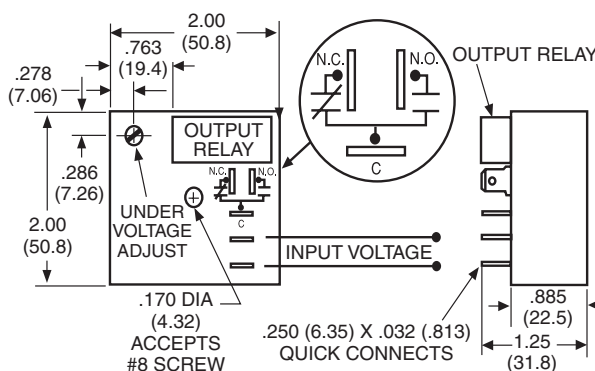 2.00
(50.8)
.763
(19.4)
.278
(7.06)
N.C.
N.O.
C
OUTPUT RELAY
OUTPUT
RELAY
2.00
(50.8)
.286
(7.26)
N.C.
N.O.
C
UNDER
VOLTAGE
ADJUST
INPUT VOLTAGE
.170 DIA
(4.32)
ACCEPTS
#8 SCREW
.250 (6.35) X .032 (.813)
QUICK CONNECTS
.885
(22.5)
1.25
(31.8)